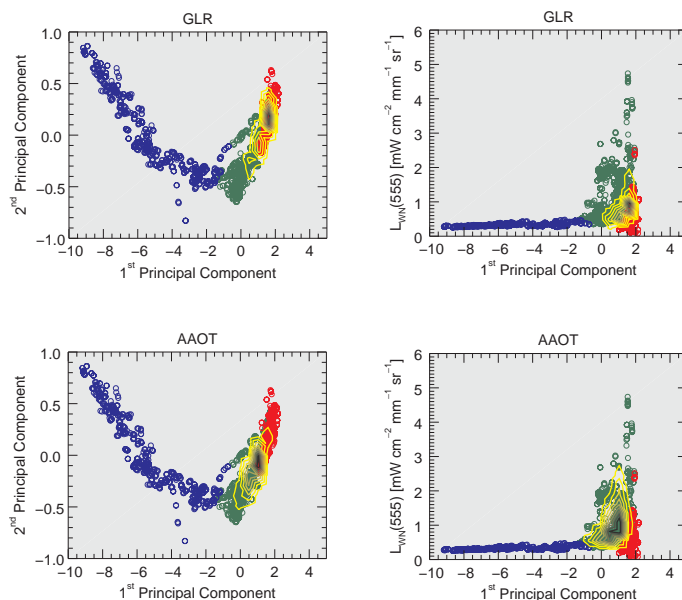 GLR
1.0
0.5
0.0
−0.5
−1.0
2nd Principal Component
−10 −8 −6 −4 −2 0 2 4
1st Principal Component
GLR
6
5
4
3
2
1
0
LWN(555) [mW cm−2 mm−1 sr−1]
−10 −8 −6 −4 −2 0 2 4
1st Principal Component
AAOT
1.0
0.5
0.0
−0.5
−1.0
2nd Principal Component
−10 −8 −6 −4 −2 0 2 4
1st Principal Component
AAOT
6
5
4
3
2
1
0
LWN(555) [mW cm−2 mm−1 sr−1]
−10 −8 −6 −4 −2 0 2 4
1st Principal Component